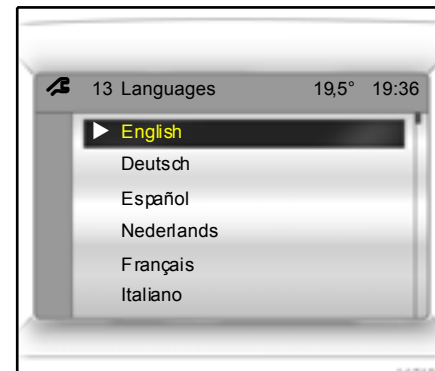 13 Languages 19,5° 19:36
English
Deutsch
Español
Nederlands
Français
Italiano